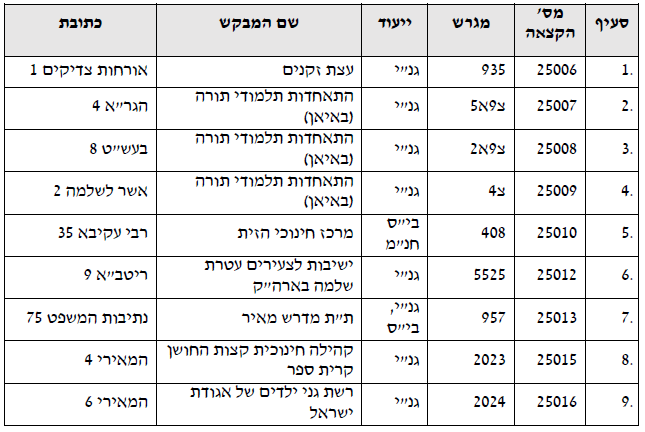 סעיף מס' הקצאה מגרש ייעוד שם המבקש כתובת
1. 25006 935 גנ"י עצת זקנים אורחות צדיקים 1
2. 25007 צ9א5 גנ"י התאחדות תלמודי תורה (באיאן) הגר"א 4
3. 25008 צ9א2 גנ"י התאחדות תלמודי תורה (באיאן) בעש"ט 8
4. 25009 צ4 גנ"י התאחדות תלמודי תורה (באיאן) אשר לשלמה 2
5. 25010 408 בי"ס חנ"מ מרכז חינוכי הזית רבי עקיבא 35
6. 25012 5525 גנ"י ישיבות לצעירים עטרת שלמה בארה"ק ריטב"א 9
7. 25013 957 גנ"י, בי"ס ת"ת מדרש מאיר נתיבות המשפט 75
8. 25015 2023 גנ"י קהילה חינוכית קצות החושן קרית ספר המאירי 4
9. 25016 2024 גנ"י רשת גני ילדים של אגודת ישראל המאירי 6